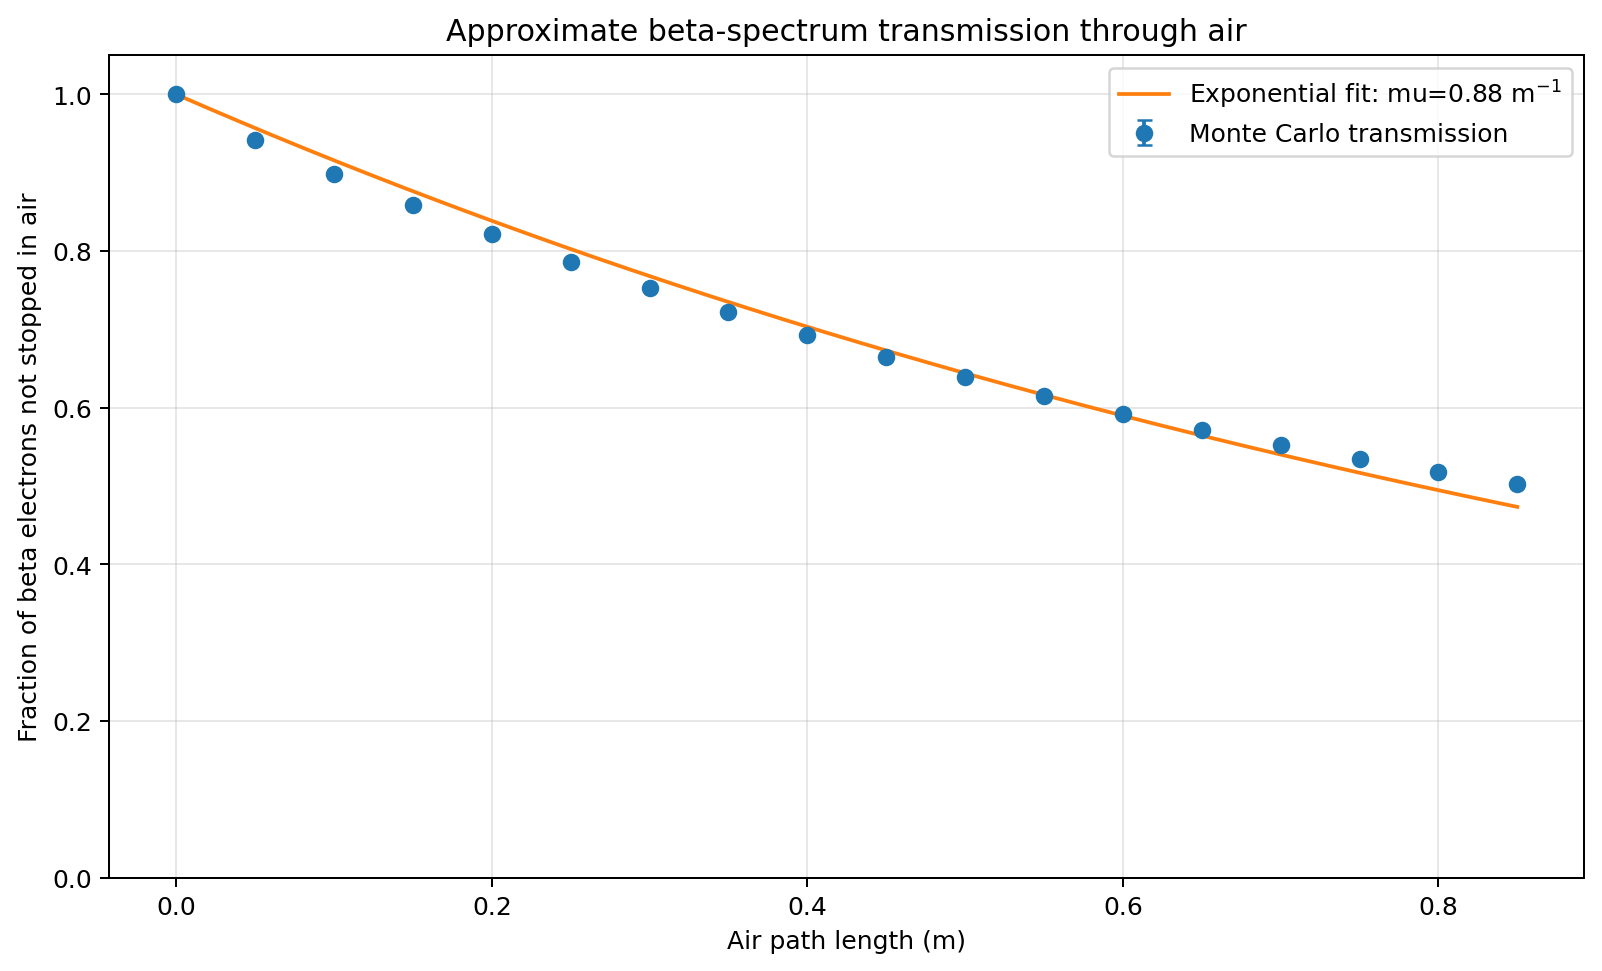 Approximate beta-spectrum transmission through air
Exponential fit: mu=0.88 m⁻¹
Monte Carlo transmission
Fraction of beta electrons not stopped in air
1.0
0.8
0.6
0.4
0.2
0.0
0.0 0.2 0.4 0.6 0.8
Air path length (m)